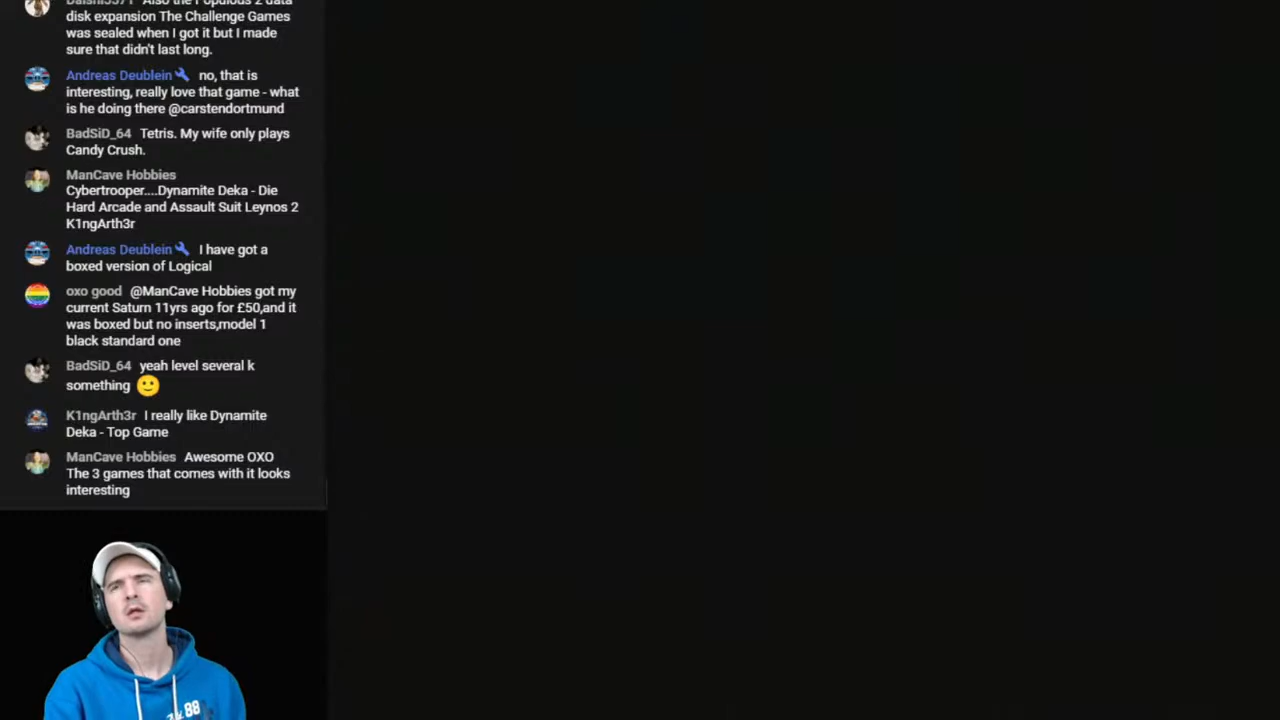 disk expansion The Challenge Games
was sealed when I got it but I made
sure that didn't last long.
Andreas Deublein no, that is
interesting, really love that game - what
is he doing there @carstendortmund
BadSiD_64 Tetris. My wife only plays
Candy Crush.
ManCave Hobbies
Cybertrooper....Dynamite Deka - Die
Hard Arcade and Assault Suit Leynos 2
K1ngArth3r
Andreas Deublein I have got a
boxed version of Logical
oxo good @ManCave Hobbies got my
current Saturn 11yrs ago for £50,and it
was boxed but no inserts,model 1
black standard one
BadSiD_64 yeah level several k
something
K1ngArth3r I really like Dynamite
Deka - Top Game
ManCave Hobbies Awesome OXO
The 3 games that comes with it looks
interesting
88